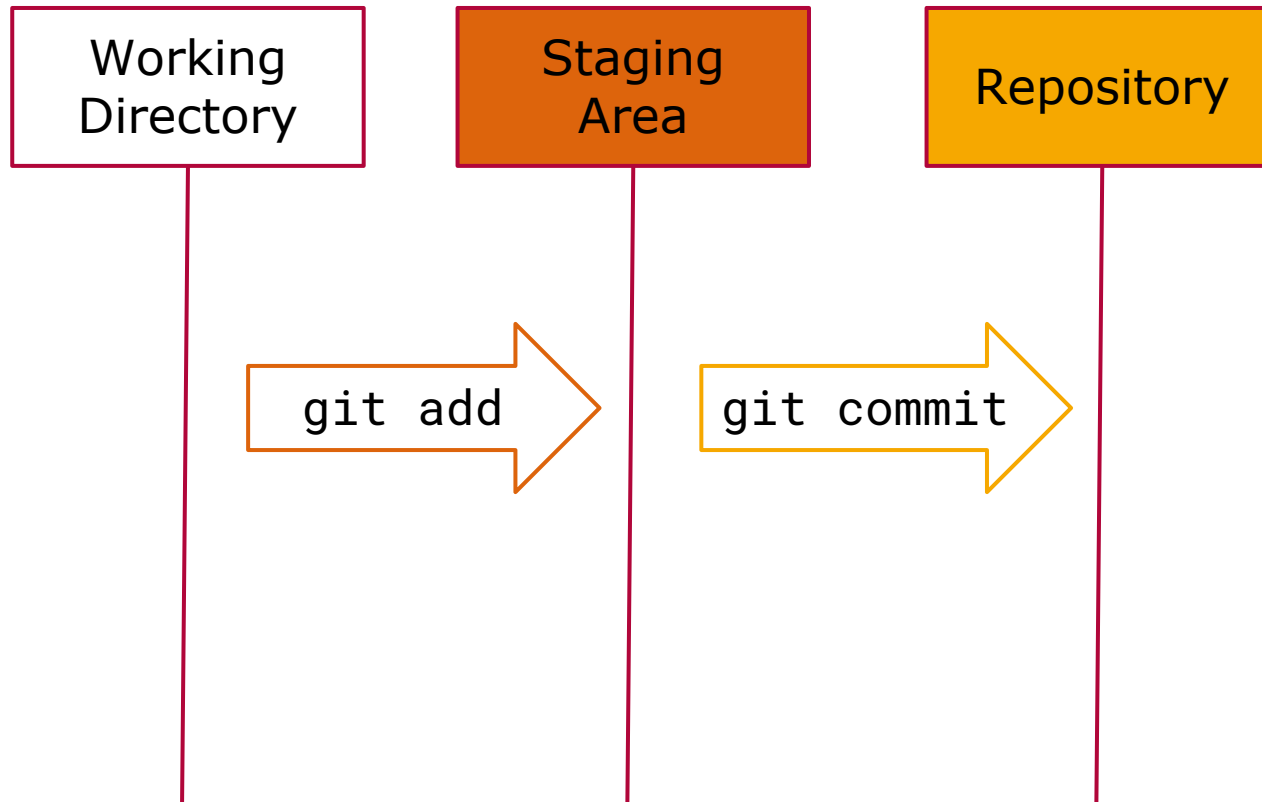 Working
Directory
Staging
Area
Repository
git add
git commit